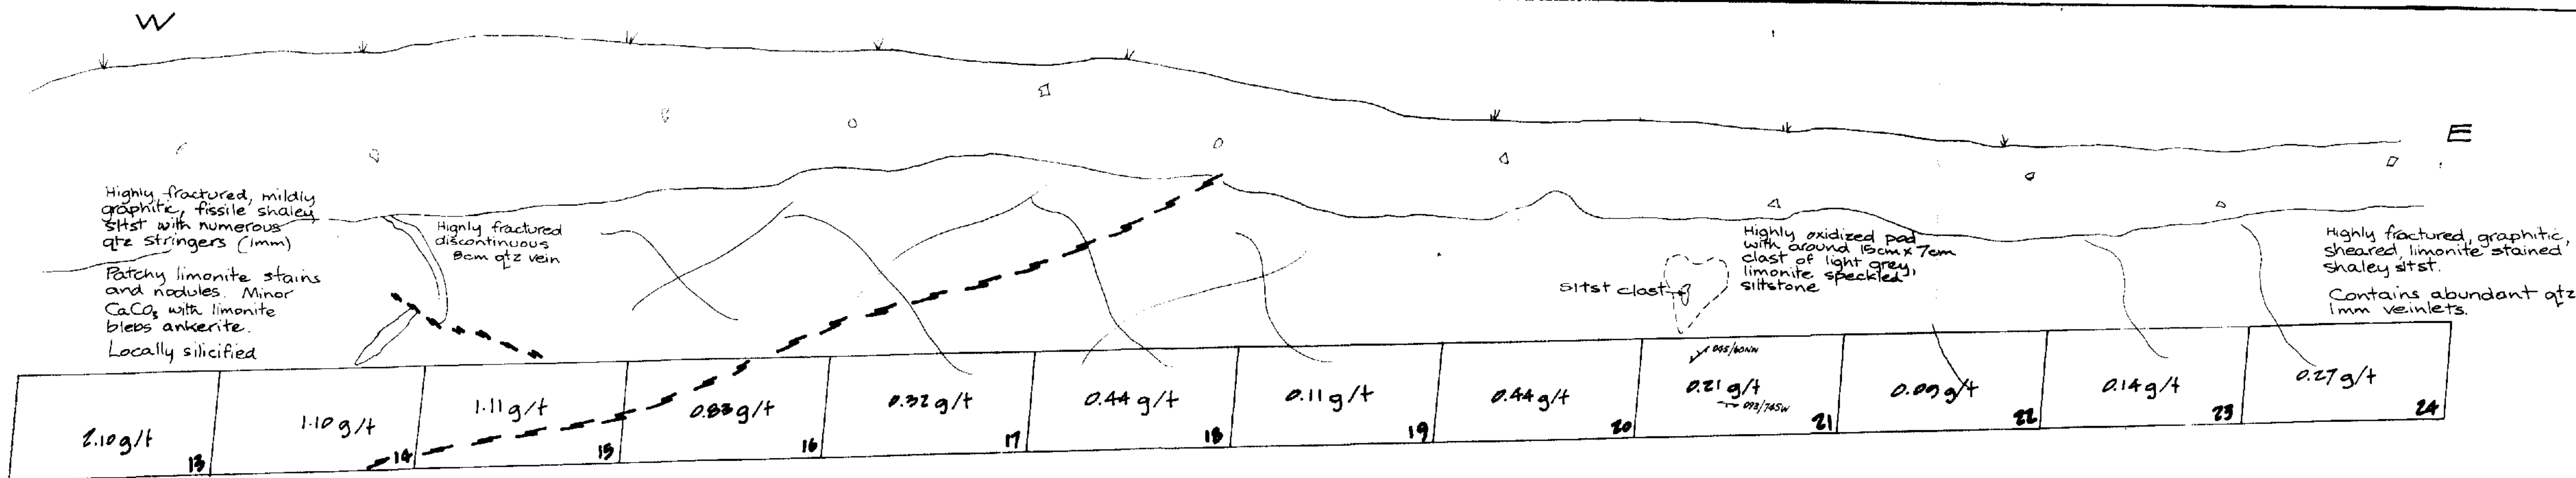 W
E
Highly fractured, mildly
graphitic, fissile shaley
sltst with numerous
qtz stringers (1mm)
Patchy limonite stains
and nodules. Minor
CaCO3 with limonite
blebs ankerite.
Locally silicified
Highly fractured
discontinuous
8cm qtz vein
sltst clast
Highly oxidized pod
with around 15cm x 7cm
clast of light grey,
limonite speckled
siltstone
Highly fractured, graphitic,
sheared, limonite stained
shaley sltst.
Contains abundant qtz
1mm veinlets.
2.10 g/t
13
1.10 g/t
14
1.11 g/t
15
0.83 g/t
16
0.32 g/t
17
0.44 g/t
18
0.11 g/t
19
0.44 g/t
20
045/60NW
0.21 g/t
21
0.09 g/t
22
0.14 g/t
23
0.27 g/t
24